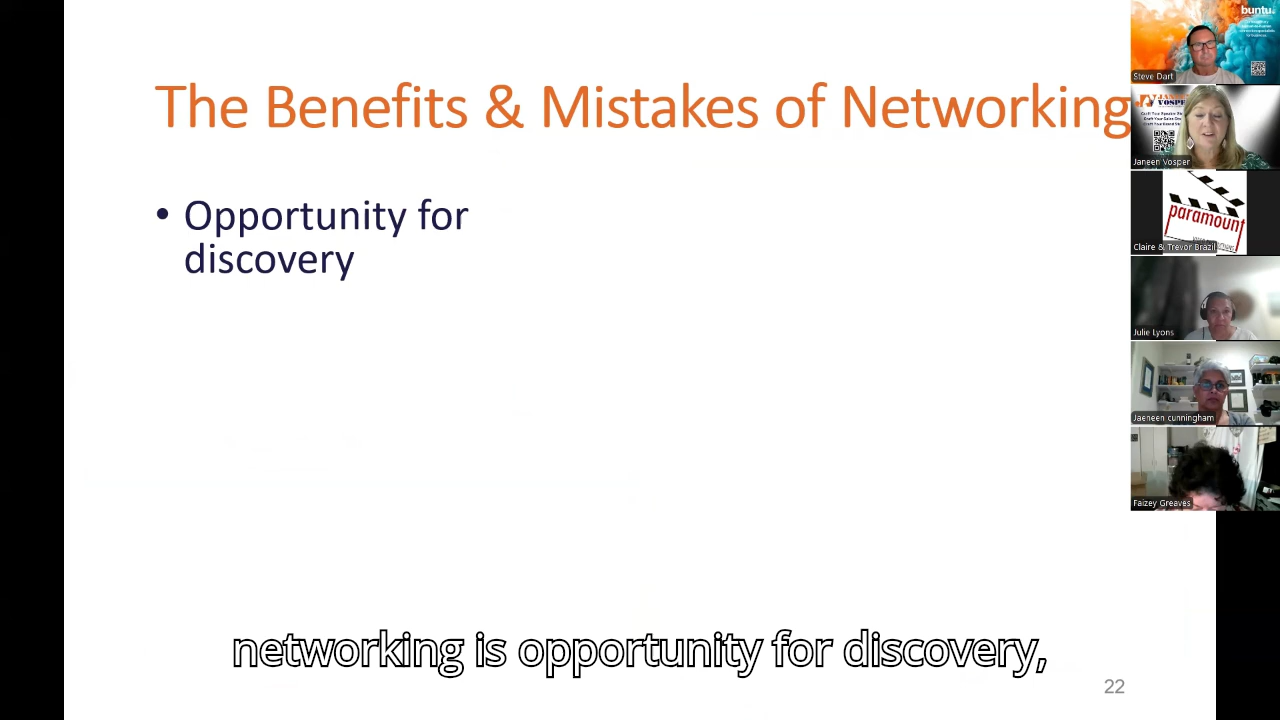 The Benefits & Mistakes of Networking
• Opportunity for
discovery
networking is opportunity for discovery,
22
buntu.
Steve Dart
VOSPE
Janeen Vosper
paramount
Claire & Trevor Brazil
Julie Lyons
Jaeneen cunningham
Faizey Greaves